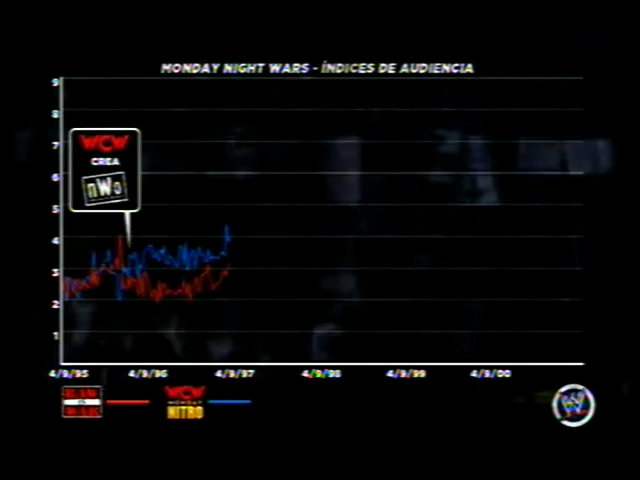 MONDAY NIGHT WARS - ÍNDICES DE AUDIENCIA
9
8
7
6
5
4
3
2
1
WCW
CREA
nWo
4/9/95 4/9/96 4/9/97 4/9/98 4/9/99 4/9/00
RAW
IS
WAR
WCW
MONDAY
NITRO
W